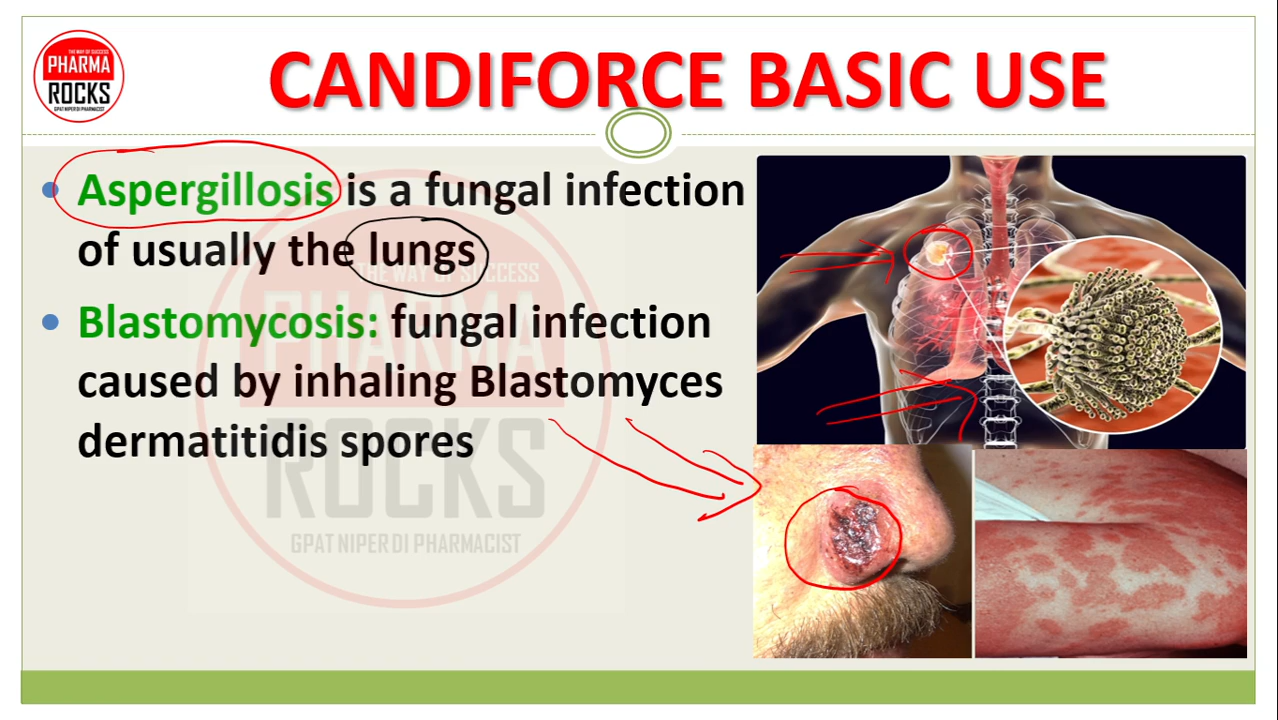 THE WAY OF SUCCESS
PHARMA
ROCKS
GPAT NIPER DI PHARMACIST
CANDIFORCE BASIC USE
Aspergillosis is a fungal infection
of usually the lungs
Blastomycosis: fungal infection
caused by inhaling Blastomyces
dermatitidis spores
THE WAY OF SUCCESS
PHARMA
ROCKS
GPAT NIPER DI PHARMACIST